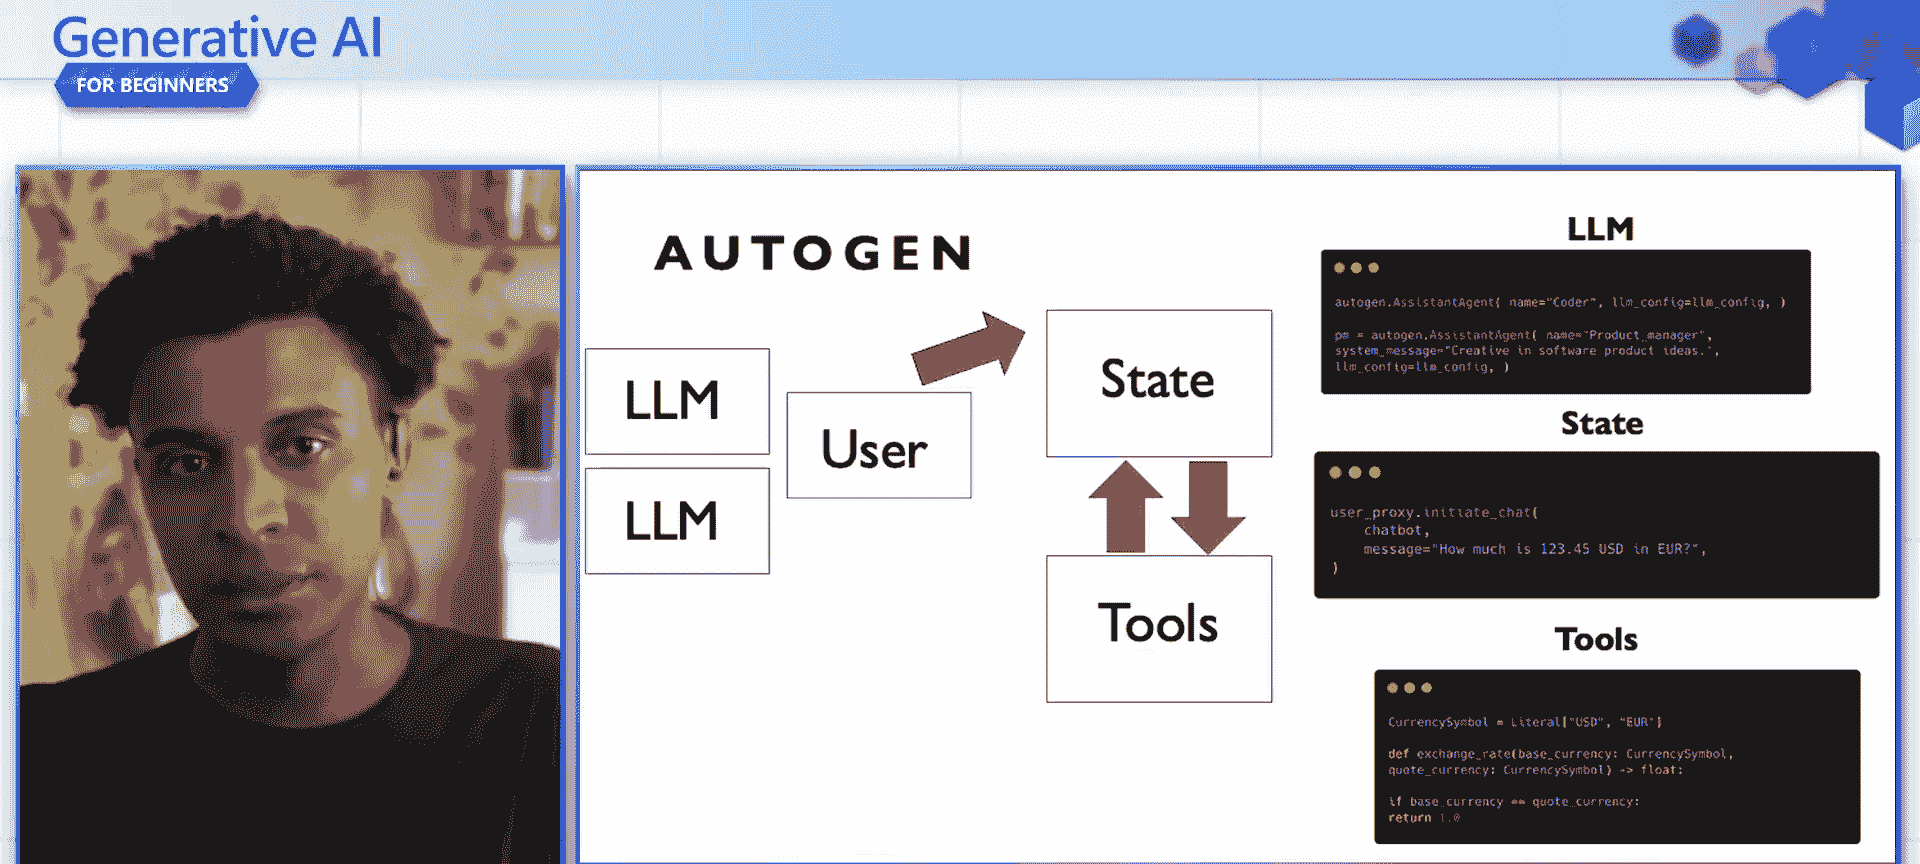 Generative AI
FOR BEGINNERS
AUTOGEN
LLM
LLM
User
State
Tools
LLM
autogen.AssistantAgent( name="Coder", llm_config=llm_config, )
pm = autogen.AssistantAgent( name="Product_manager",
system_message="Creative in software product ideas.",
llm_config=llm_config, )
State
user_proxy.initiate_chat(
chatbot,
message="How much is 123.45 USD in EUR?",
)
Tools
CurrencySymbol = Literal["USD", "EUR"]
def exchange_rate(base_currency: CurrencySymbol,
quote_currency: CurrencySymbol) -> float:
if base_currency == quote_currency:
return 1.0